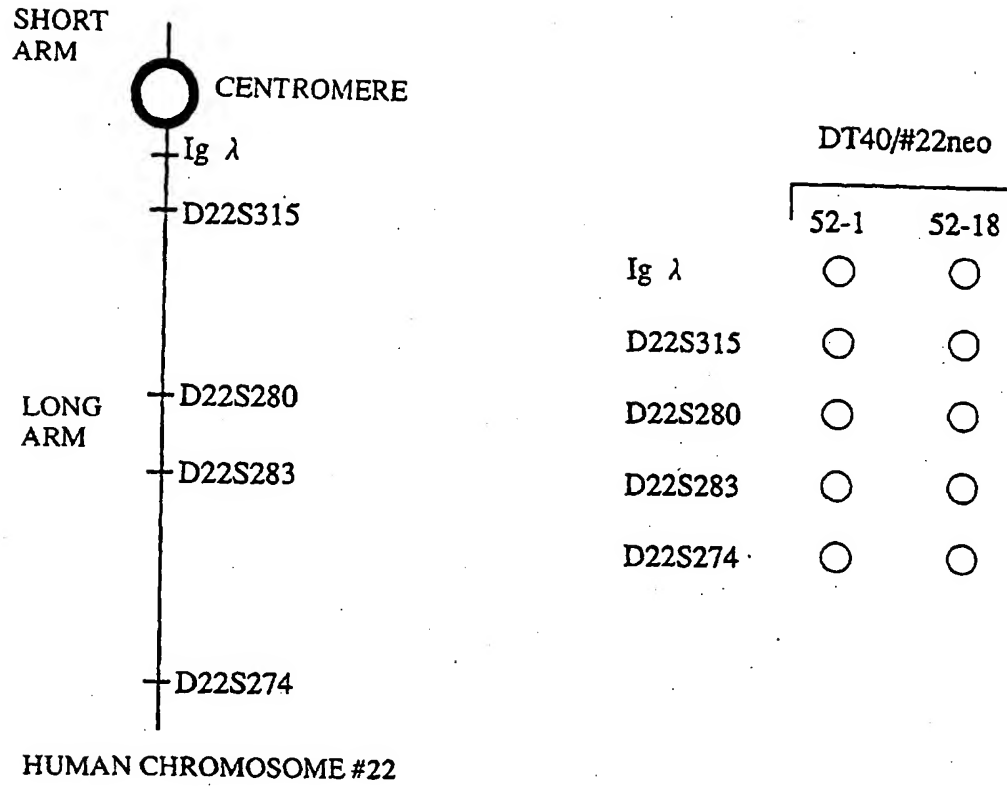 SHORT
ARM
CENTROMERE
Ig λ
D22S315
D22S280
LONG
ARM
D22S283
D22S274
HUMAN CHROMOSOME #22
DT40/#22neo
52-1 52-18
Ig λ
D22S315
D22S280
D22S283
D22S274